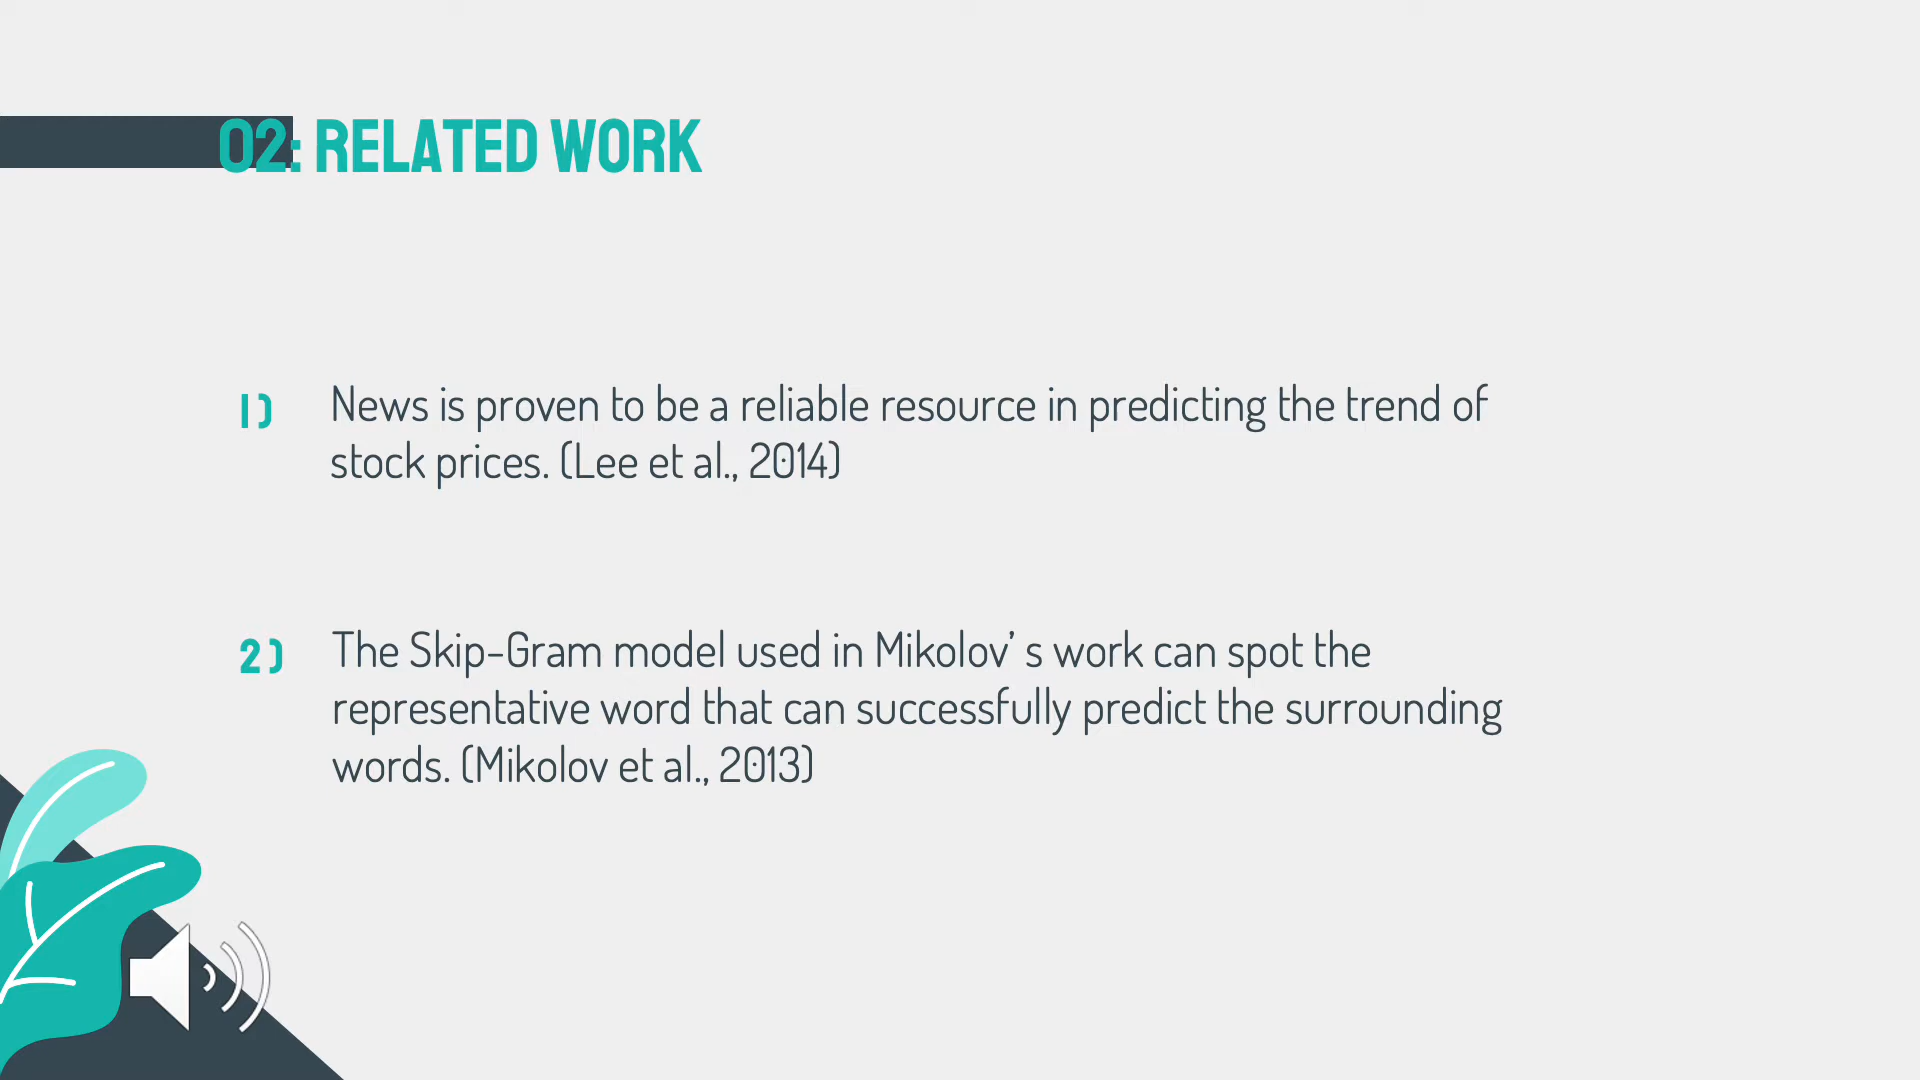 02: RELATED WORK
1) News is proven to be a reliable resource in predicting the trend of
stock prices. (Lee et al., 2014)
2) The Skip-Gram model used in Mikolov’ s work can spot the
representative word that can successfully predict the surrounding
words. (Mikolov et al., 2013)